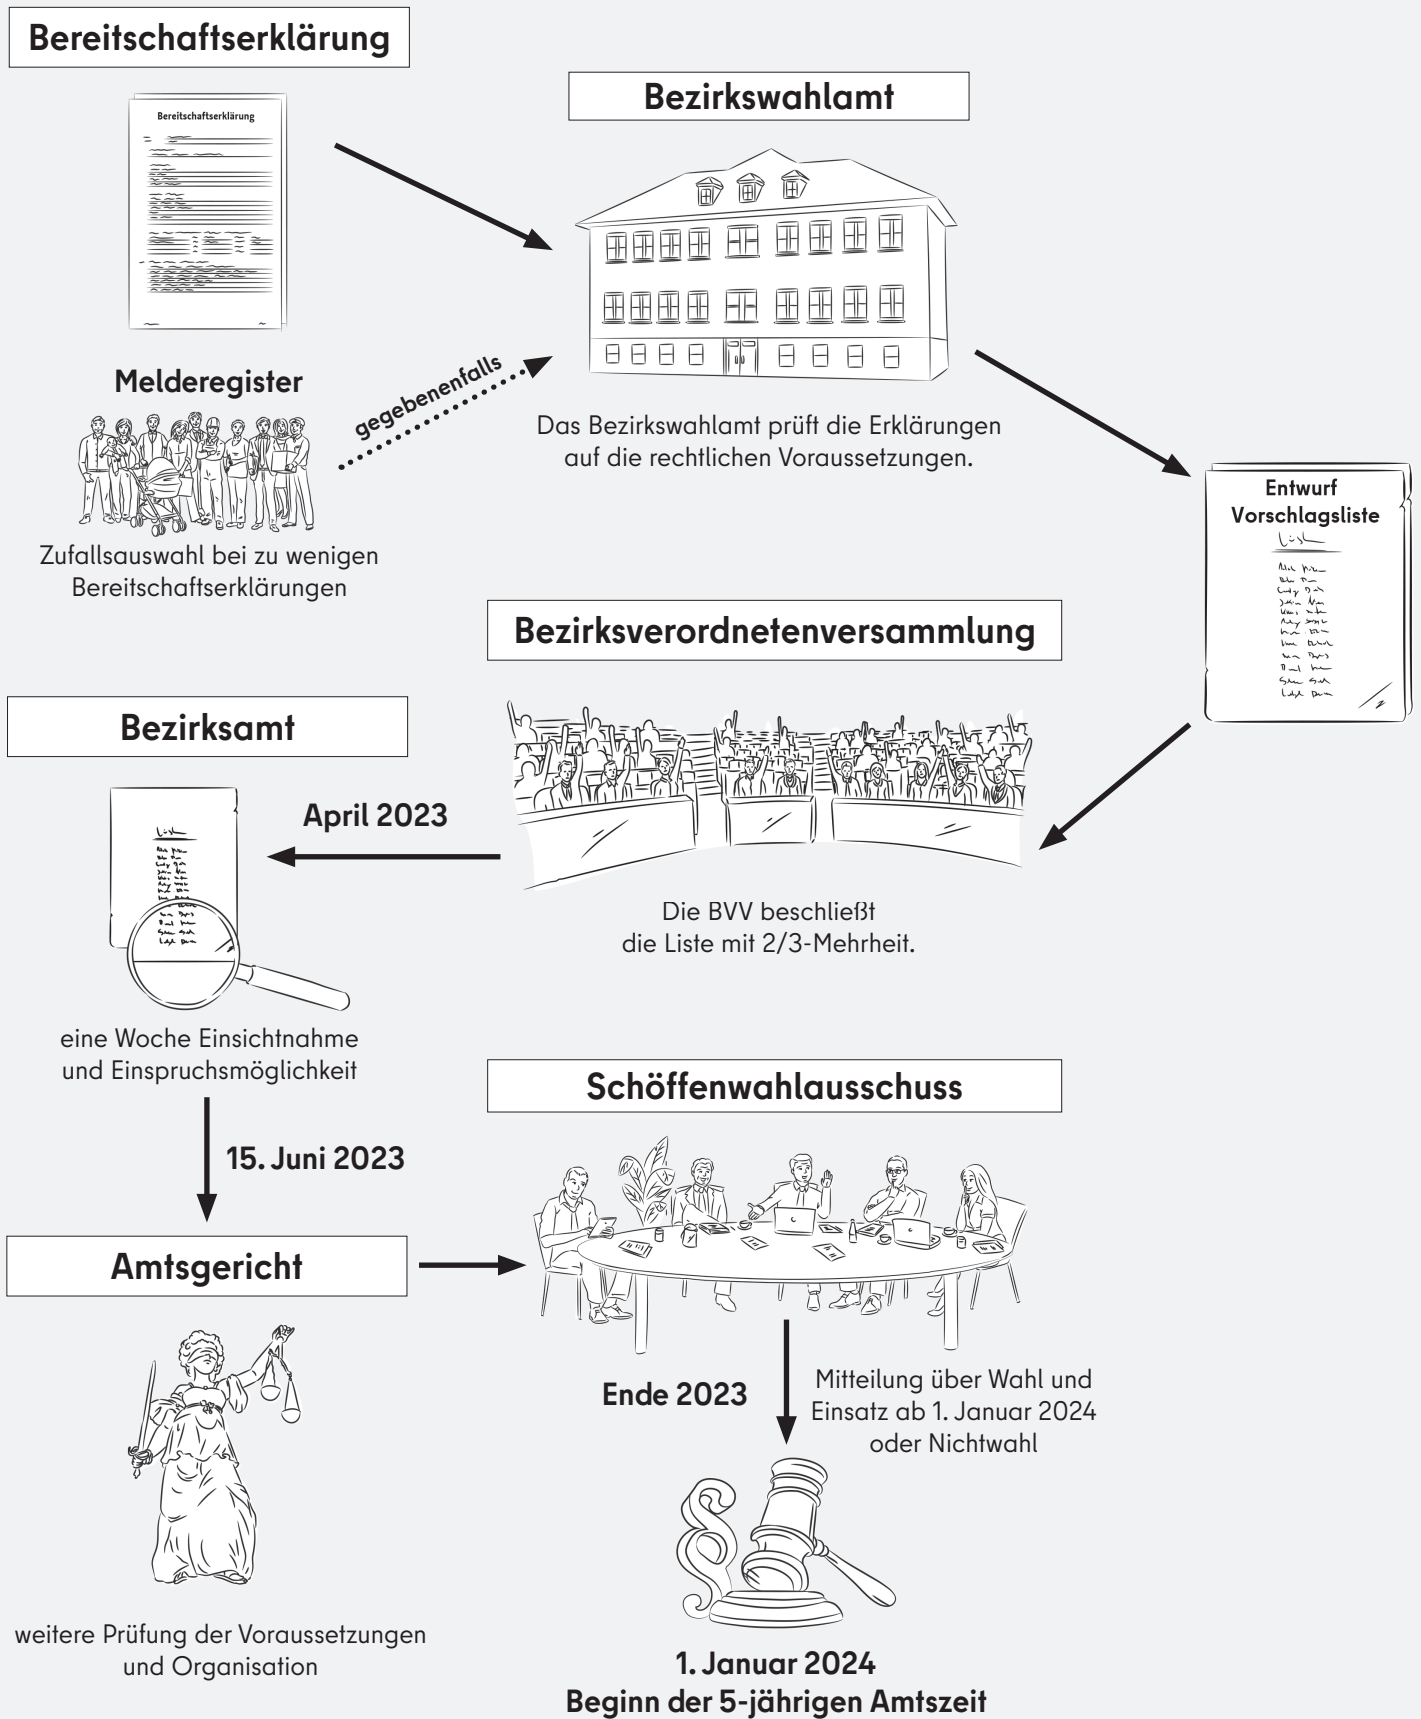 Bereitschaftserklärung
Bereitschaftserklärung
Bezirkswahlamt
Melderegister
gegebenenfalls
Zufallsauswahl bei zu wenigen
Bereitschaftserklärungen
Das Bezirkswahlamt prüft die Erklärungen
auf die rechtlichen Voraussetzungen.
Entwurf
Vorschlagsliste
Bezirksverordnetenversammlung
Die BVV beschließt
die Liste mit 2/3-Mehrheit.
April 2023
Bezirksamt
eine Woche Einsichtnahme
und Einspruchsmöglichkeit
15. Juni 2023
Amtsgericht
weitere Prüfung der Voraussetzungen
und Organisation
Schöffenwahlausschuss
Ende 2023
Mitteilung über Wahl und
Einsatz ab 1. Januar 2024
oder Nichtwahl
1. Januar 2024
Beginn der 5-jährigen Amtszeit